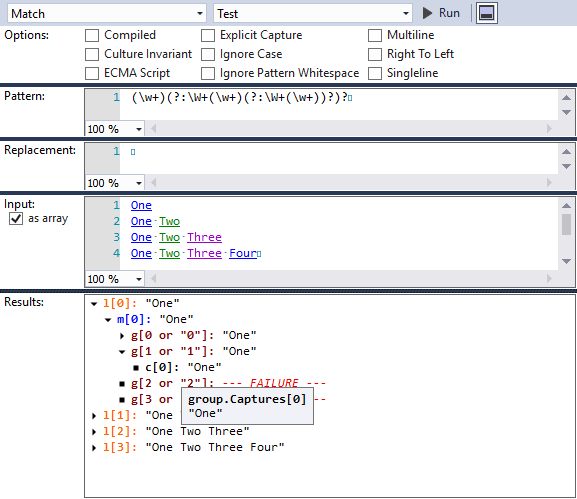 Match Test Run
Options: Compiled Explicit Capture Multiline
Culture Invariant Ignore Case Right To Left
ECMA Script Ignore Pattern Whitespace Singleline
Pattern: 1 (\w+)(?:\W+(\w+)(?:\W+(\w+))?)?
100 %
Replacement: 1
100 %
Input: 1 One
as array 2 One·Two
3 One·Two·Three
4 One·Two·Three·Four
100 %
Results: l[0]: "One"
m[0]: "One"
g[0 or "0"]: "One"
g[1 or "1"]: "One"
c[0]: "One"
g[2 or "2"]: --- FAILURE ---
g[3 or --
group.Captures[0]
"One"
l[1]: "One
l[2]: "One Two Three"
l[3]: "One Two Three Four"